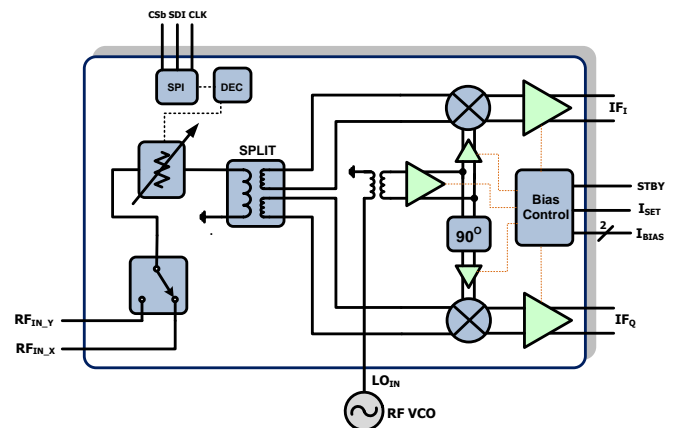 CSb SDI CLK
SPI
DEC
SPLIT
IF_I
Bias
Control
STBY
I_SET
2
I_BIAS
90°
RF_IN_Y
RF_IN_X
IF_Q
LO_IN
RF VCO